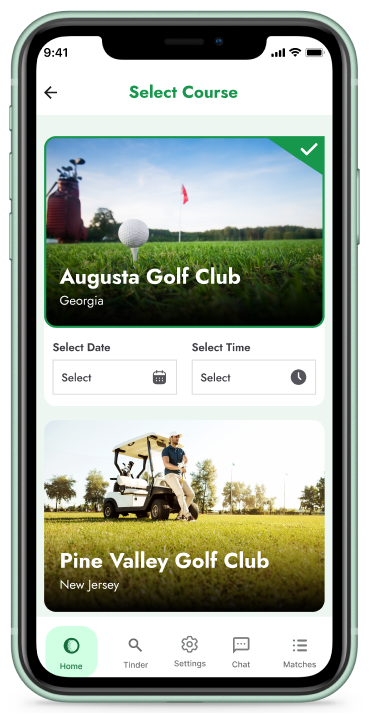 9:41
Select Course
Augusta Golf Club
Georgia
Select Date Select Time
Select Select
Pine Valley Golf Club
New Jersey
Home Tinder Settings Chat Matches